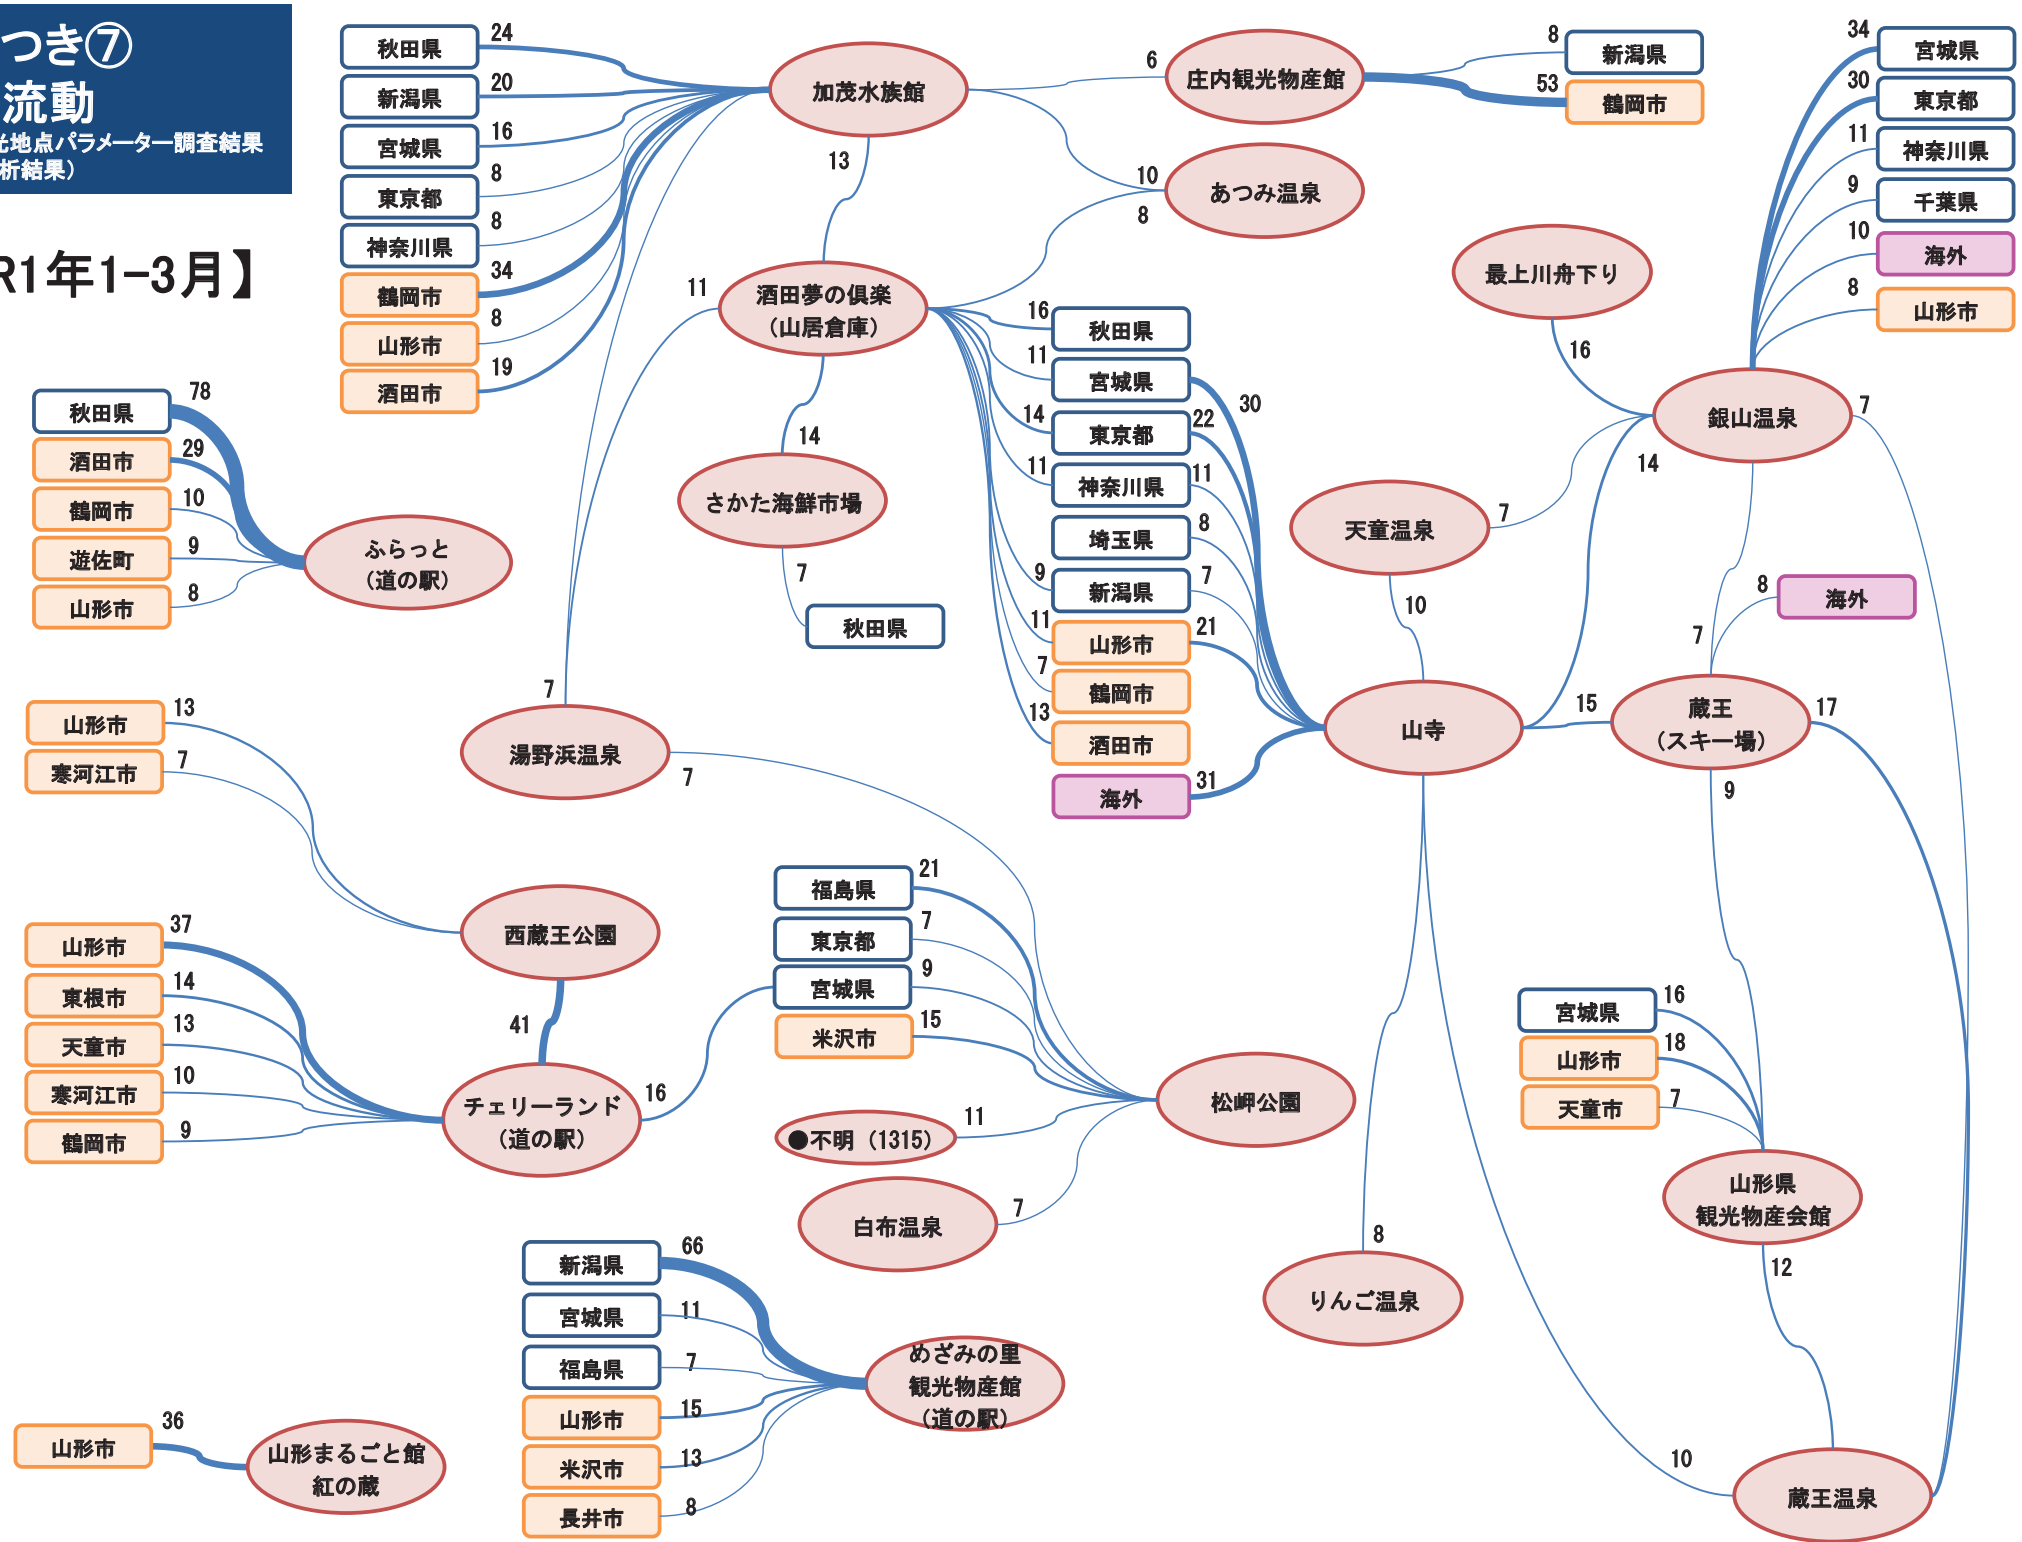 つき⑦
流動
光地点パラメーター調査結果
析結果）
R1年1−3月】
秋田県 24
新潟県 20
宮城県 16
東京都 8
神奈川県 8
鶴岡市 34
山形市 8
酒田市 19
加茂水族館
13
6
庄内観光物産館
8 新潟県
53 鶴岡市
10
8
あつみ温泉
34 宮城県
30 東京都
11 神奈川県
9 千葉県
10 海外
8 山形市
最上川舟下り
16
銀山温泉
7
14
7
天童温泉
10
11
酒田夢の倶楽
（山居倉庫）
14
さかた海鮮市場
7
秋田県
16 秋田県
11 宮城県 30
14 東京都 22
11 神奈川県 11
埼玉県 8
9 新潟県 7
11 山形市 21
7 鶴岡市
13 酒田市
海外 31
山寺
15
7
8 海外
蔵王
（スキー場）
17
9
秋田県 78
酒田市 29
鶴岡市 10
遊佐町 9
山形市 8
ふらっと
（道の駅）
7
湯野浜温泉
7
山形市 13
寒河江市 7
西蔵王公園
41
山形市 37
東根市 14
天童市 13
寒河江市 10
鶴岡市 9
チェリーランド
（道の駅）
16
福島県 21
東京都 7
宮城県 9
米沢市 15
●不明（1315） 11
白布温泉 7
松岬公園
8
りんご温泉
宮城県 16
山形市 18
天童市 7
山形県
観光物産会館
12
10
蔵王温泉
新潟県 66
宮城県 11
福島県 7
山形市 15
米沢市 13
長井市 8
めざみの里
観光物産館
（道の駅）
山形市 36
山形まるごと館
紅の蔵